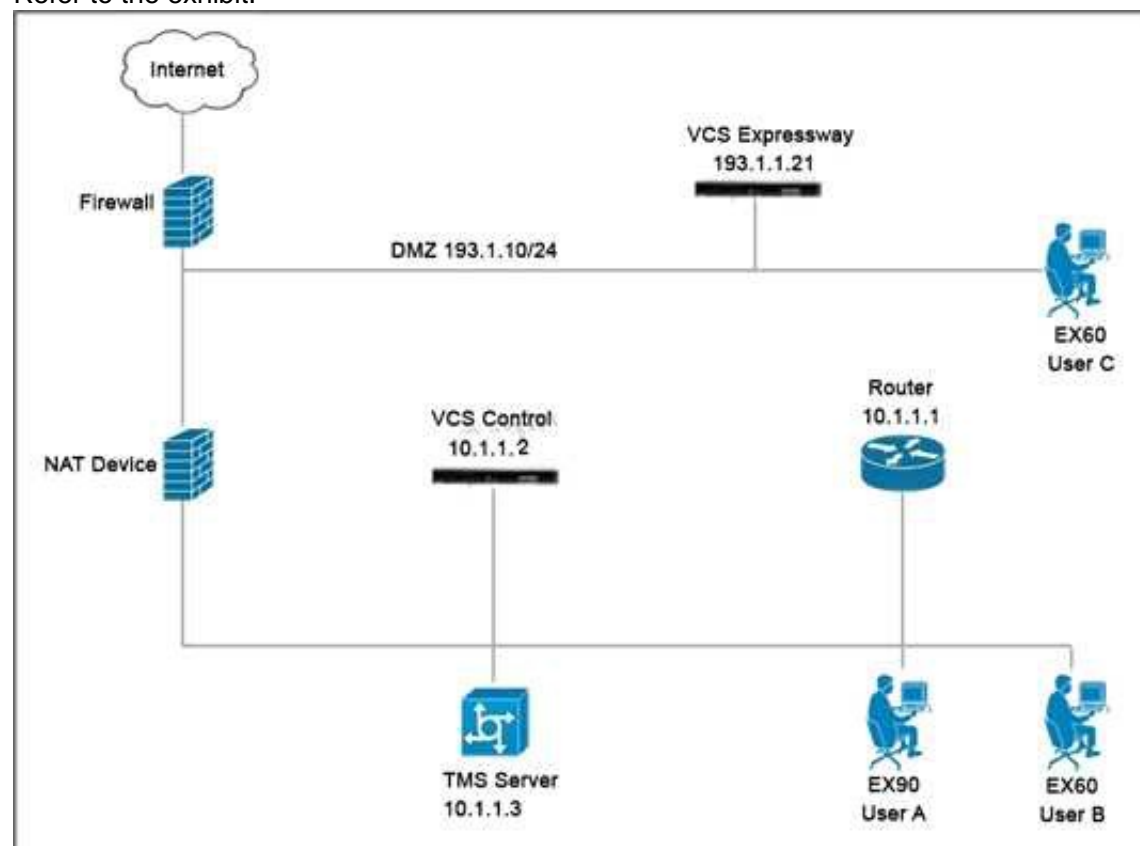 Refer to the exhibit.
Internet
VCS Expressway
193.1.1.21
Firewall
DMZ 193.1.10/24
EX60
User C
Router
10.1.1.1
VCS Control
10.1.1.2
NAT Device
TMS Server
10.1.1.3
EX90
User A
EX60
User B